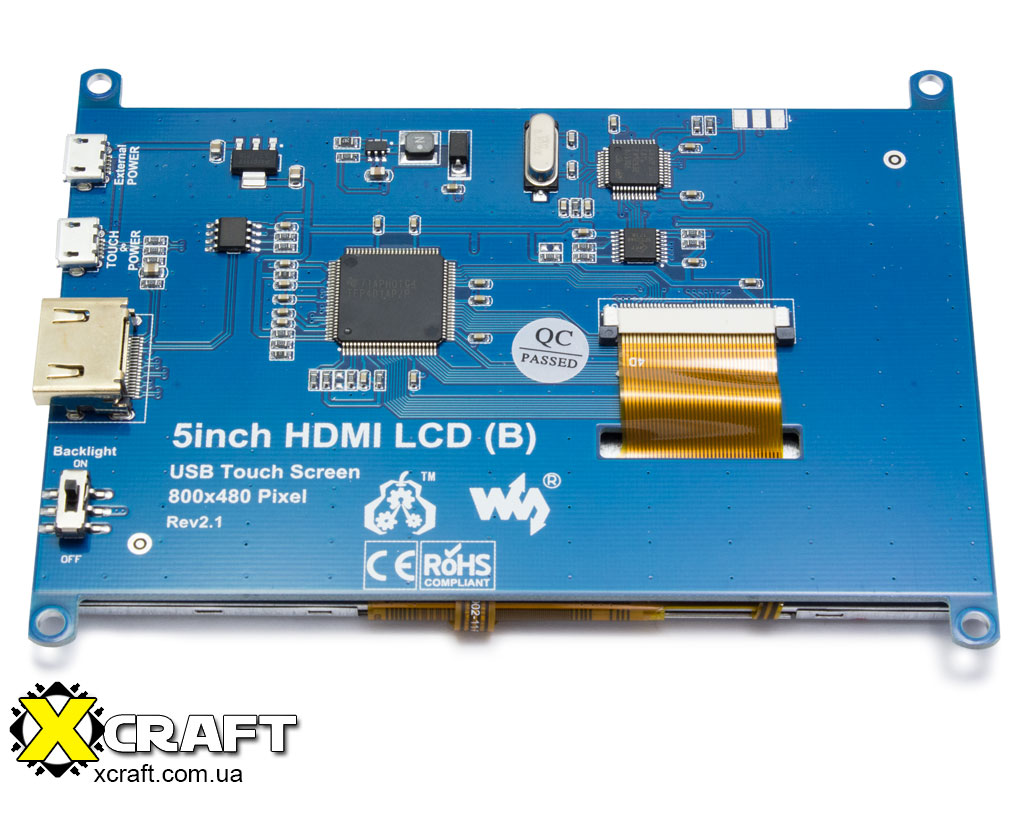 External
POWER
TOUCH
&
POWER
QC
PASSED
5inch HDMI LCD (B)
USB Touch Screen
800x480 Pixel
Rev2.1
Backlight
ON
OFF
TM
®
CE
RoHS
COMPLIANT
XCRAFT
xcraft.com.ua